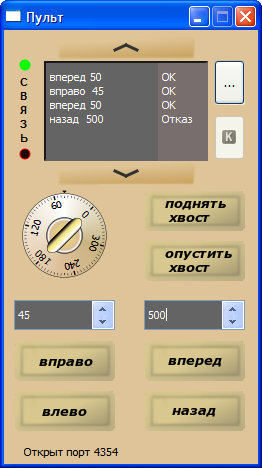 Пульт
вперед 50 OK
вправо 45 OK
вперед 50 OK
назад 500 Отказ
...
К
СВЯЗЬ
0
60
120
240
300
поднять
хвост
опустить
хвост
45
500
вправо
вперед
влево
назад
Открыт порт 4354